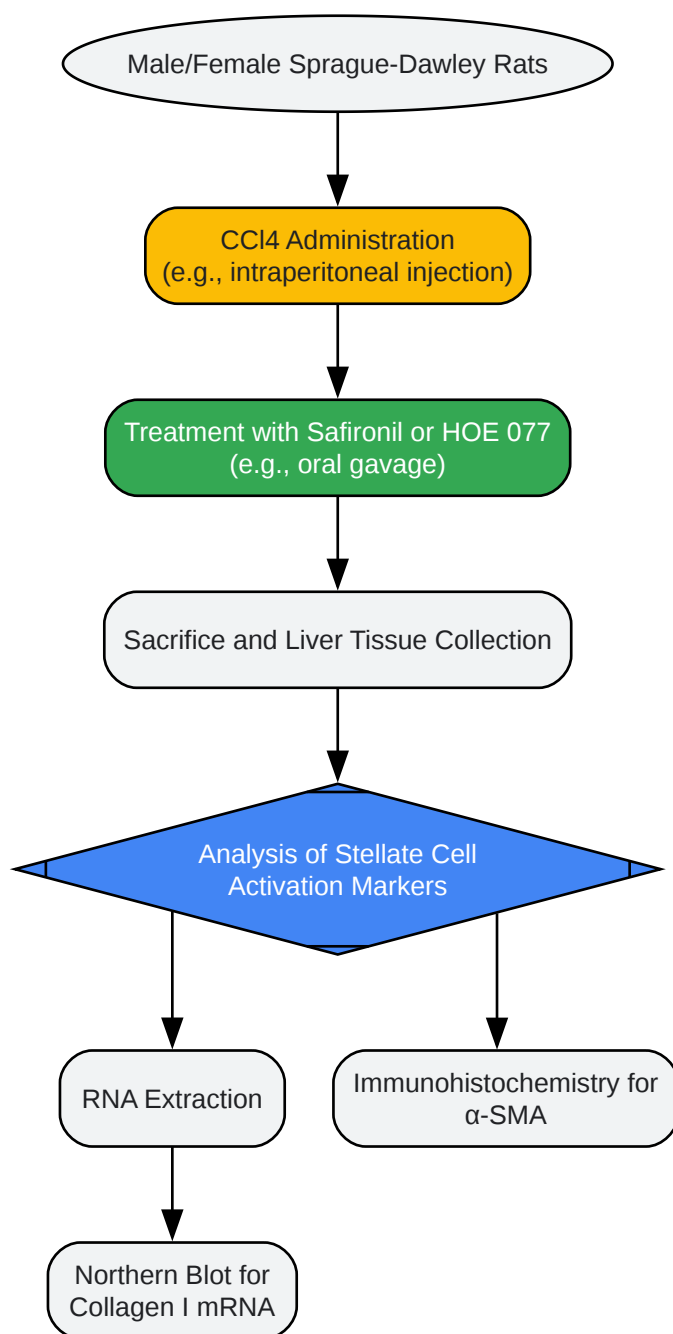 Male/Female Sprague-Dawley Rats
CCl4 Administration
(e.g., intraperitoneal injection)
Treatment with Safironil or HOE 077
(e.g., oral gavage)
Sacrifice and Liver Tissue Collection
Analysis of Stellate Cell
Activation Markers
RNA Extraction
Immunohistochemistry for
α-SMA
Northern Blot for
Collagen I mRNA